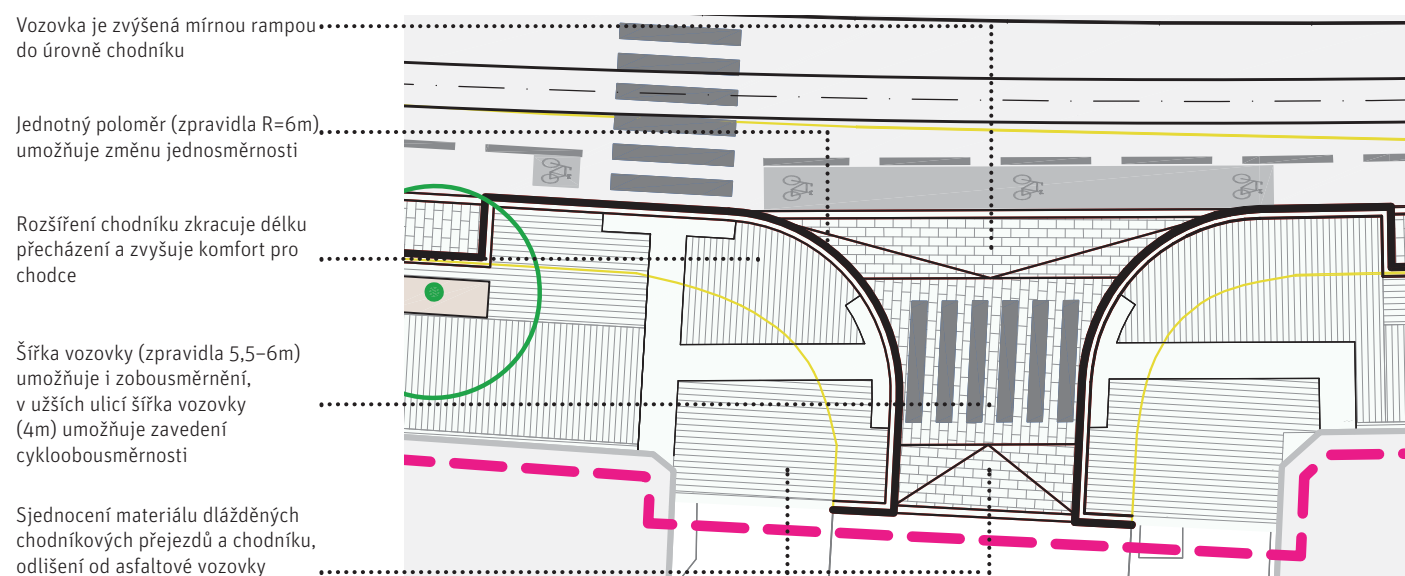 Vozovka je zvýšená mírnou rampou
do úrovně chodníku
Jednotný poloměr (zpravidla R=6m)
umožňuje změnu jednosměrnosti
Rozšíření chodníku zkracuje délku
přecházení a zvyšuje komfort pro
chodce
Šířka vozovky (zpravidla 5,5–6m)
umožňuje i zobousměrnění,
v užších ulicí šířka vozovky
(4m) umožňuje zavedení
cykloobousměrnosti
Sjednocení materiálu dlážděných
chodníkových přejezdů a chodníku,
odlišení od asfaltové vozovky